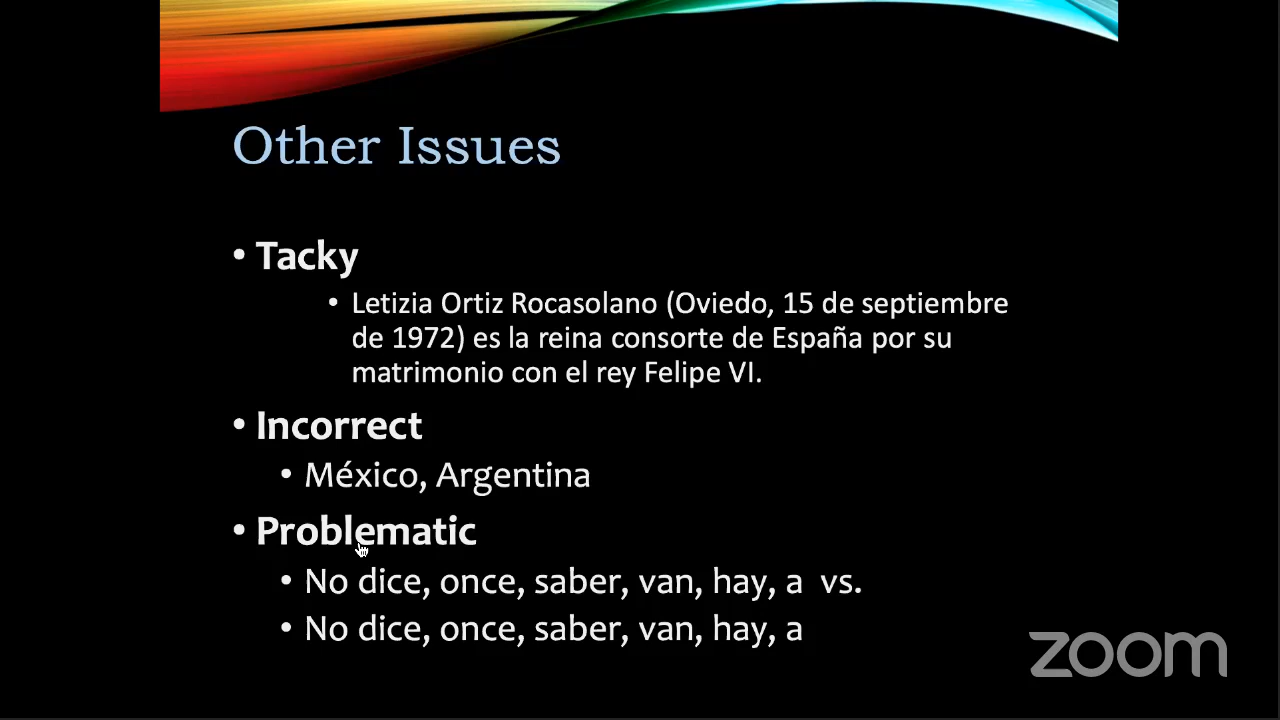 Other Issues
• Tacky
• Letizia Ortiz Rocasolano (Oviedo, 15 de septiembre
de 1972) es la reina consorte de España por su
matrimonio con el rey Felipe VI.
• Incorrect
• México, Argentina
• Problematic
• No dice, once, saber, van, hay, a vs.
• No dice, once, saber, van, hay, a
zoom